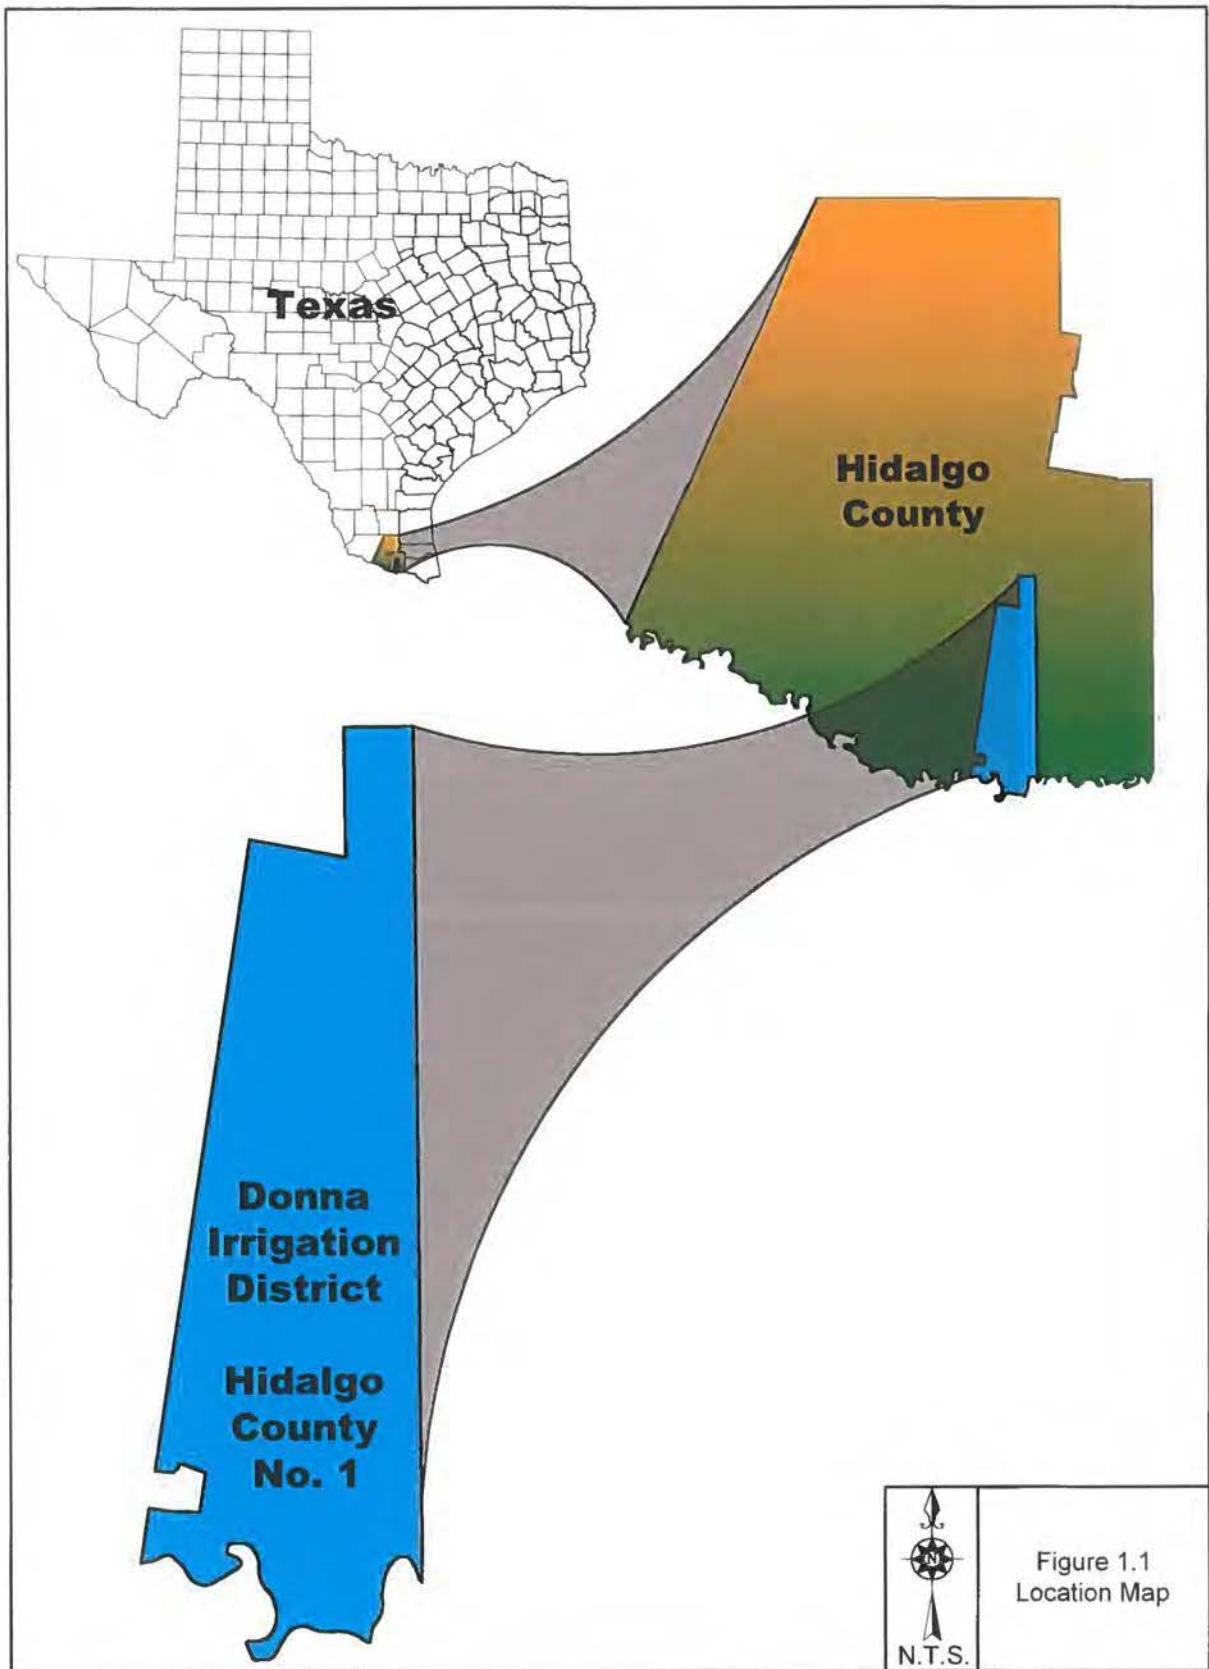 Texas
Hidalgo
County
Donna
Irrigation
District
Hidalgo
County
No. 1
N
N.T.S.
Figure 1.1
Location Map